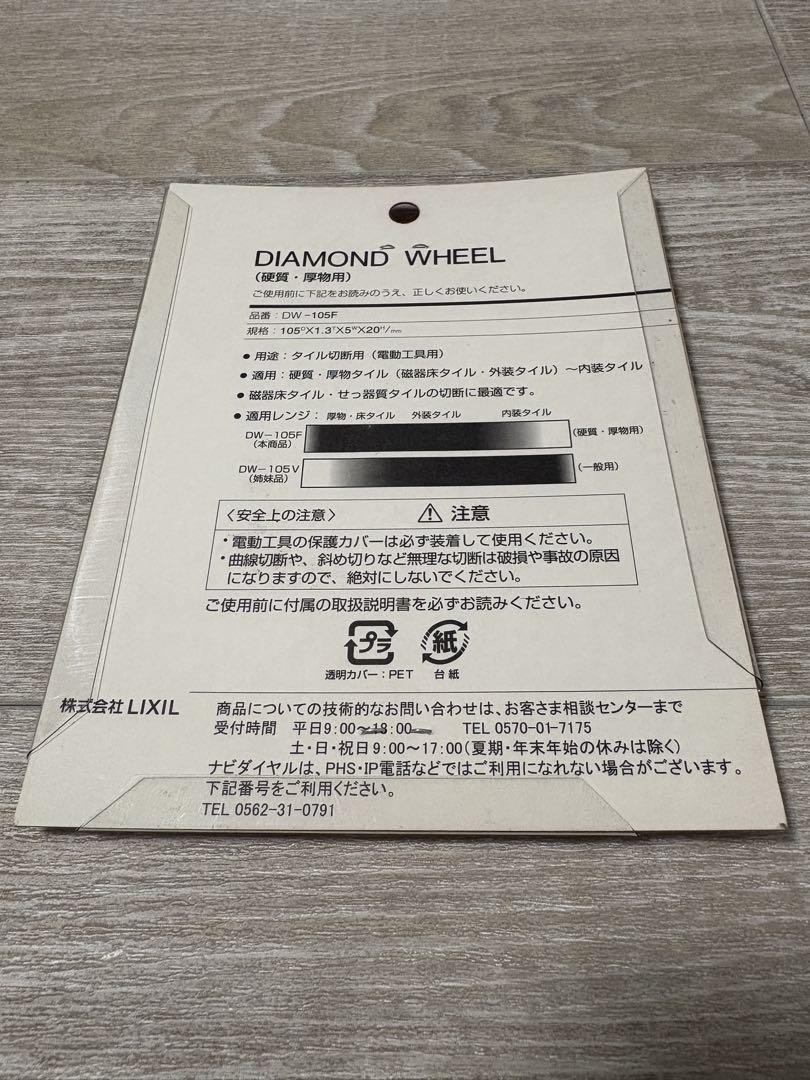 DIAMOND WHEEL
(硬質・厚物用)
ご使用前に下記をお読みのうえ、正しくお使いください。
品番：DW-105F
規格：105ᴰX1.3ᵀX5ᵂX20ᴴ/mm
●用途：タイル切断用（電動工具用）
●適用：硬質・厚物タイル（磁器床タイル・外装タイル）〜内装タイル
●磁器床タイル・せっ器質タイルの切断に最適です。
●適用レンジ： 厚物・床タイル 外装タイル 内装タイル
DW-105F (硬質・厚物用)
(本商品)
DW-105V (一般用)
(姉妹品)
〈安全上の注意〉 ⚠ 注意
・電動工具の保護カバーは必ず装着して使用ください。
・曲線切断や、斜め切りなど無理な切断は破損や事故の原因
になりますので、絶対にしないでください。
ご使用前に付属の取扱説明書を必ずお読みください。
プラ 紙
透明カバー：PET 台紙
株式会社LIXIL 商品についての技術的なお問い合わせは、お客さま相談センターまで
受付時間 平日9:00〜18:00 TEL 0570-01-7175
土・日・祝日9:00〜17:00(夏期・年末年始の休みは除く)
ナビダイヤルは、PHS・IP電話などではご利用になれない場合がございます。
下記番号をご利用ください。
TEL 0562-31-0791